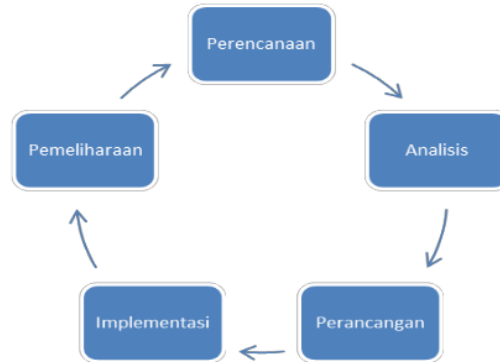 Perencanaan
Analisis
Perancangan
Implementasi
Pemeliharaan